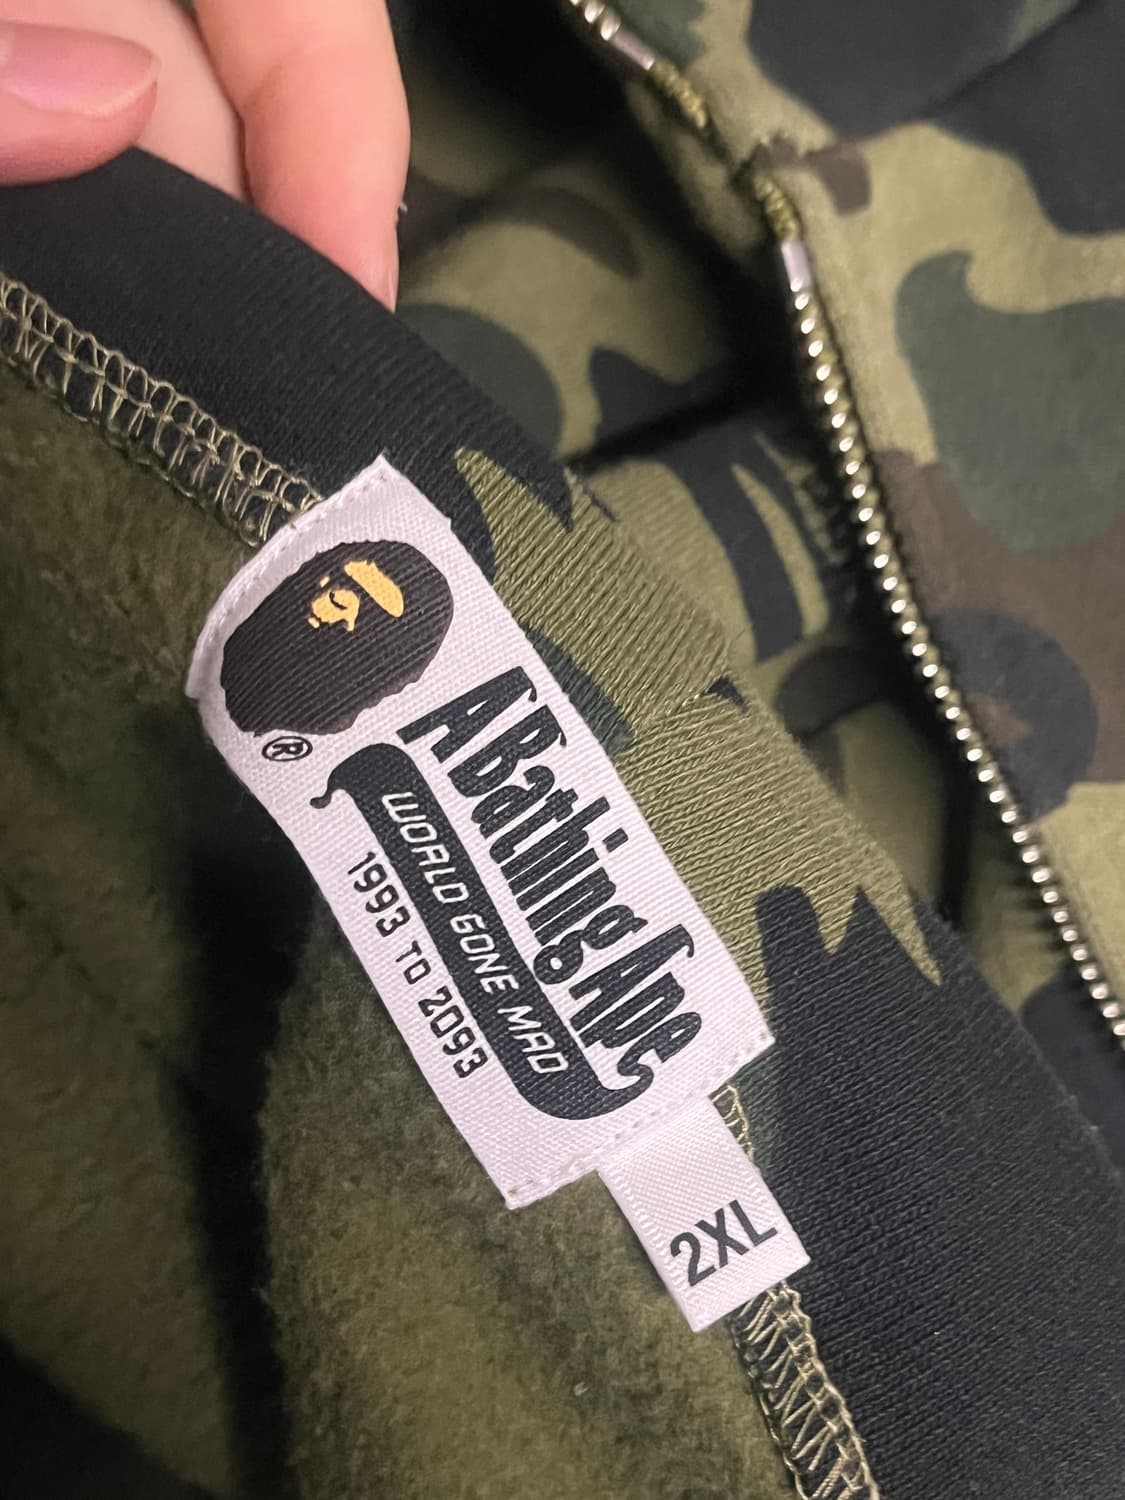 ®
A Bathing Ape
WORLD GONE MAD
1993 TO 2093
2XL